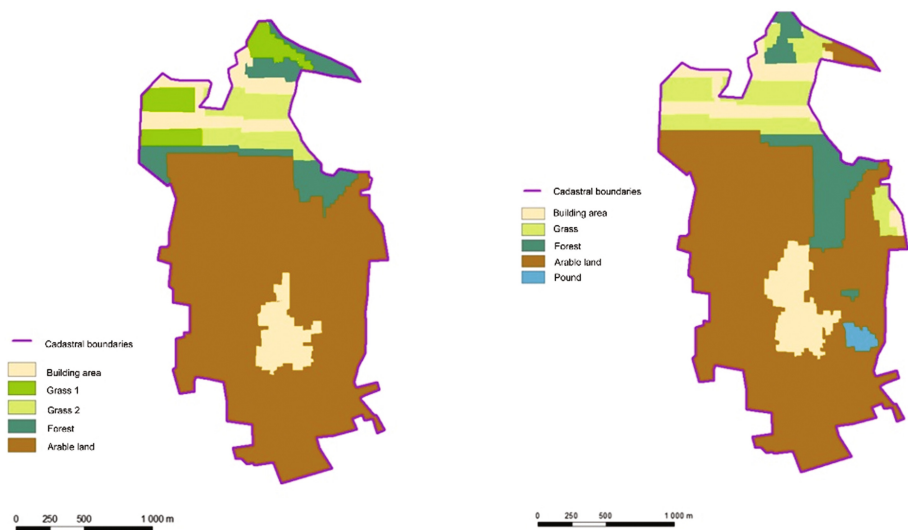 Cadastral boundaries
Building area
Grass 1
Grass 2
Forest
Arable land
0 250 500 1 000 m
Cadastral boundaries
Building area
Grass
Forest
Arable land
Pound
0 250 500 1 000 m